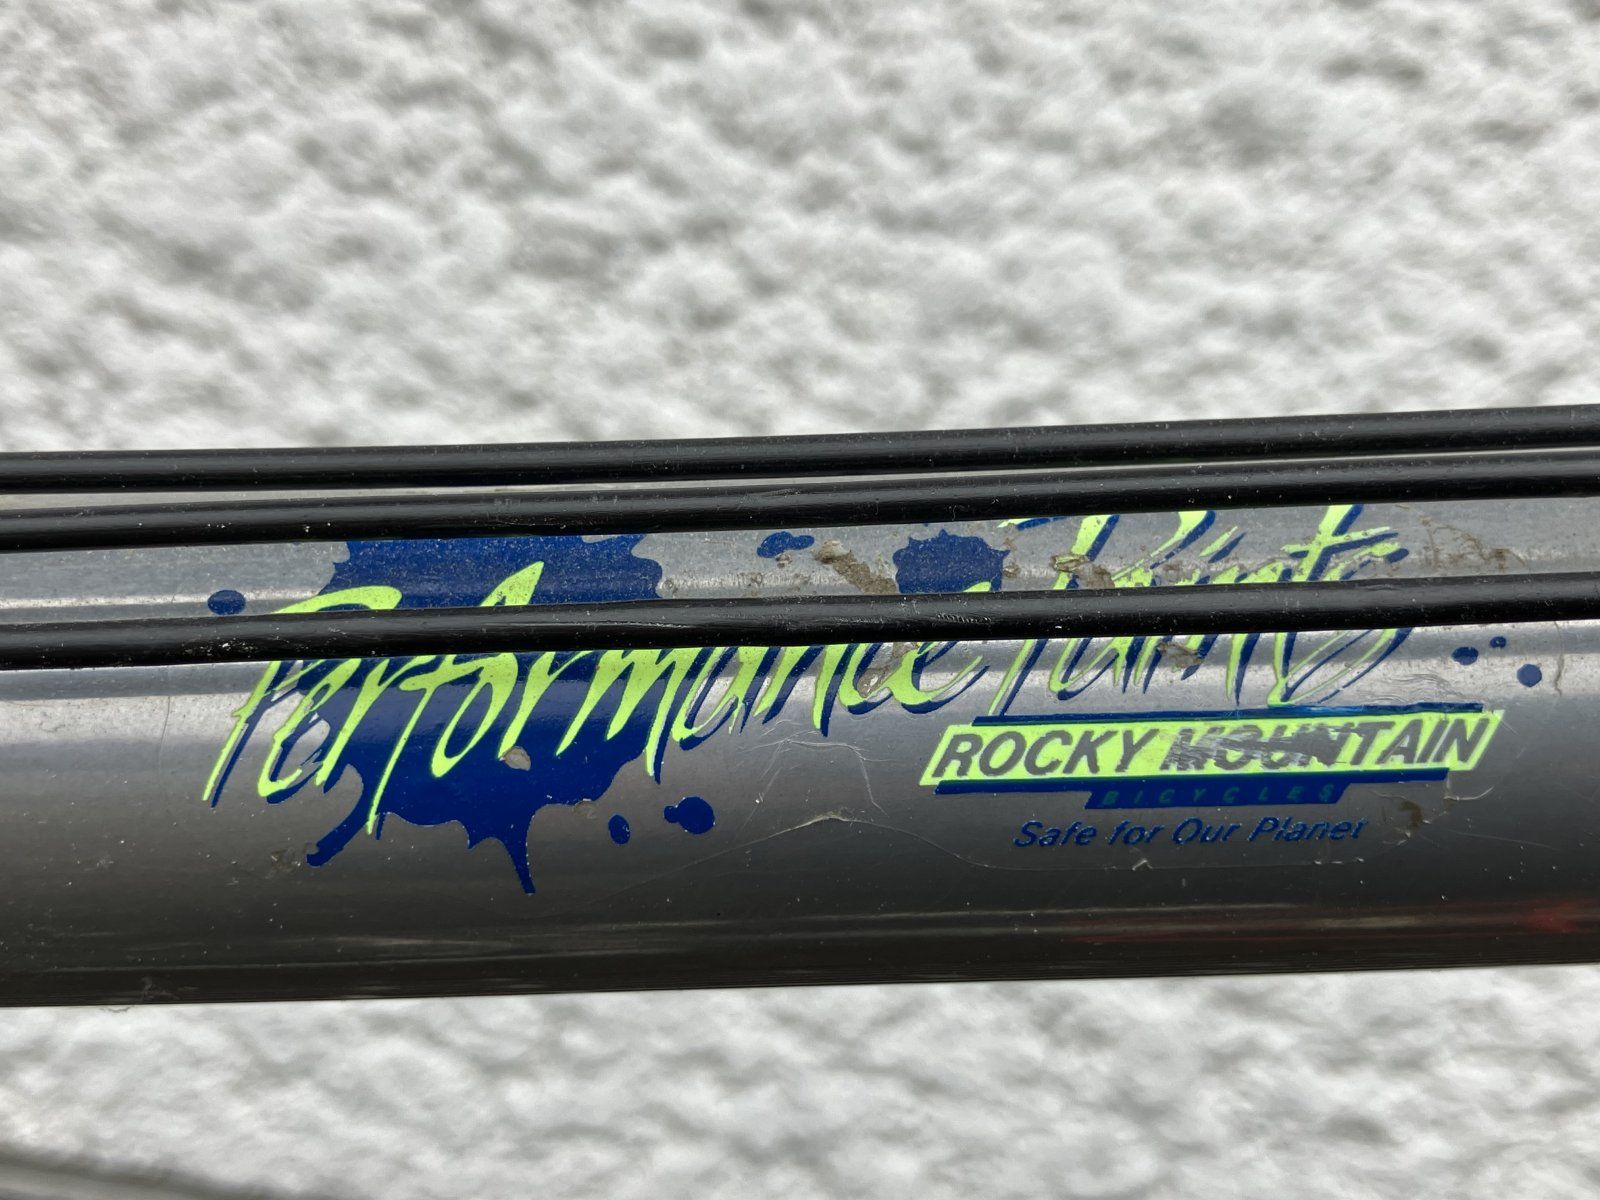 Performance Paints
ROCKY MOUNTAIN
BICYCLES
Safe for Our Planet